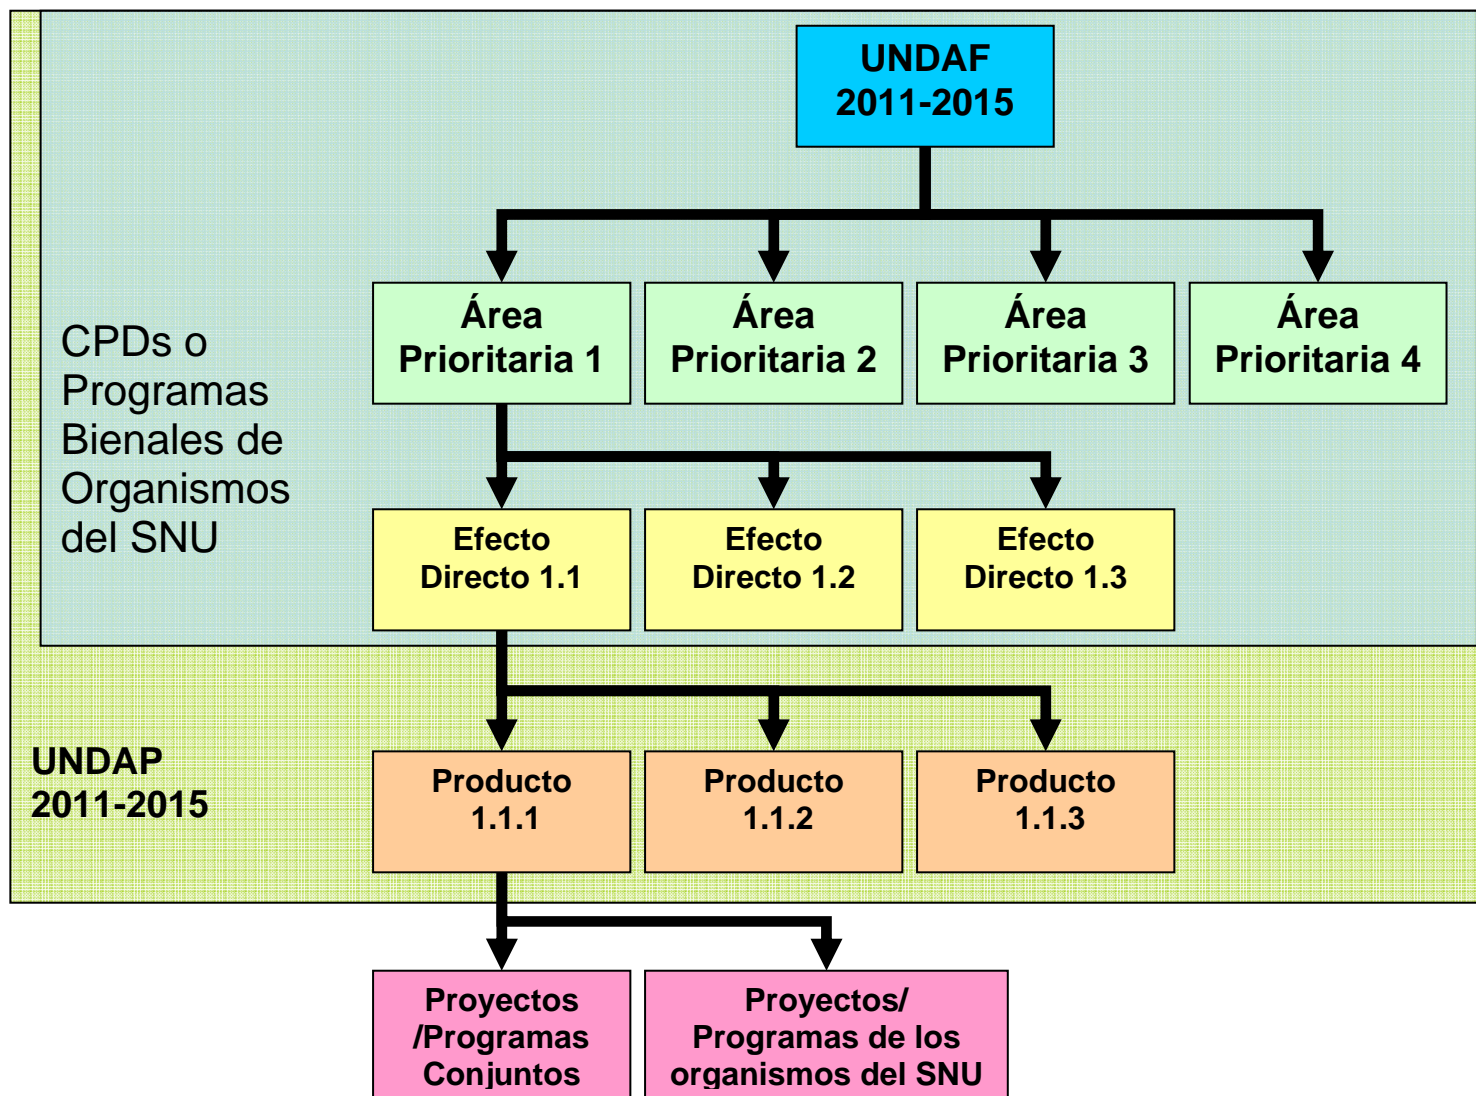 UNDAF
2011-2015
Área
Prioritaria 1
Área
Prioritaria 2
Área
Prioritaria 3
Área
Prioritaria 4
CPDs o
Programas
Bienales de
Organismos
del SNU
Efecto
Directo 1.1
Efecto
Directo 1.2
Efecto
Directo 1.3
UNDAP
2011-2015
Producto
1.1.1
Producto
1.1.2
Producto
1.1.3
Proyectos
/Programas
Conjuntos
Proyectos/
Programas de los
organismos del SNU